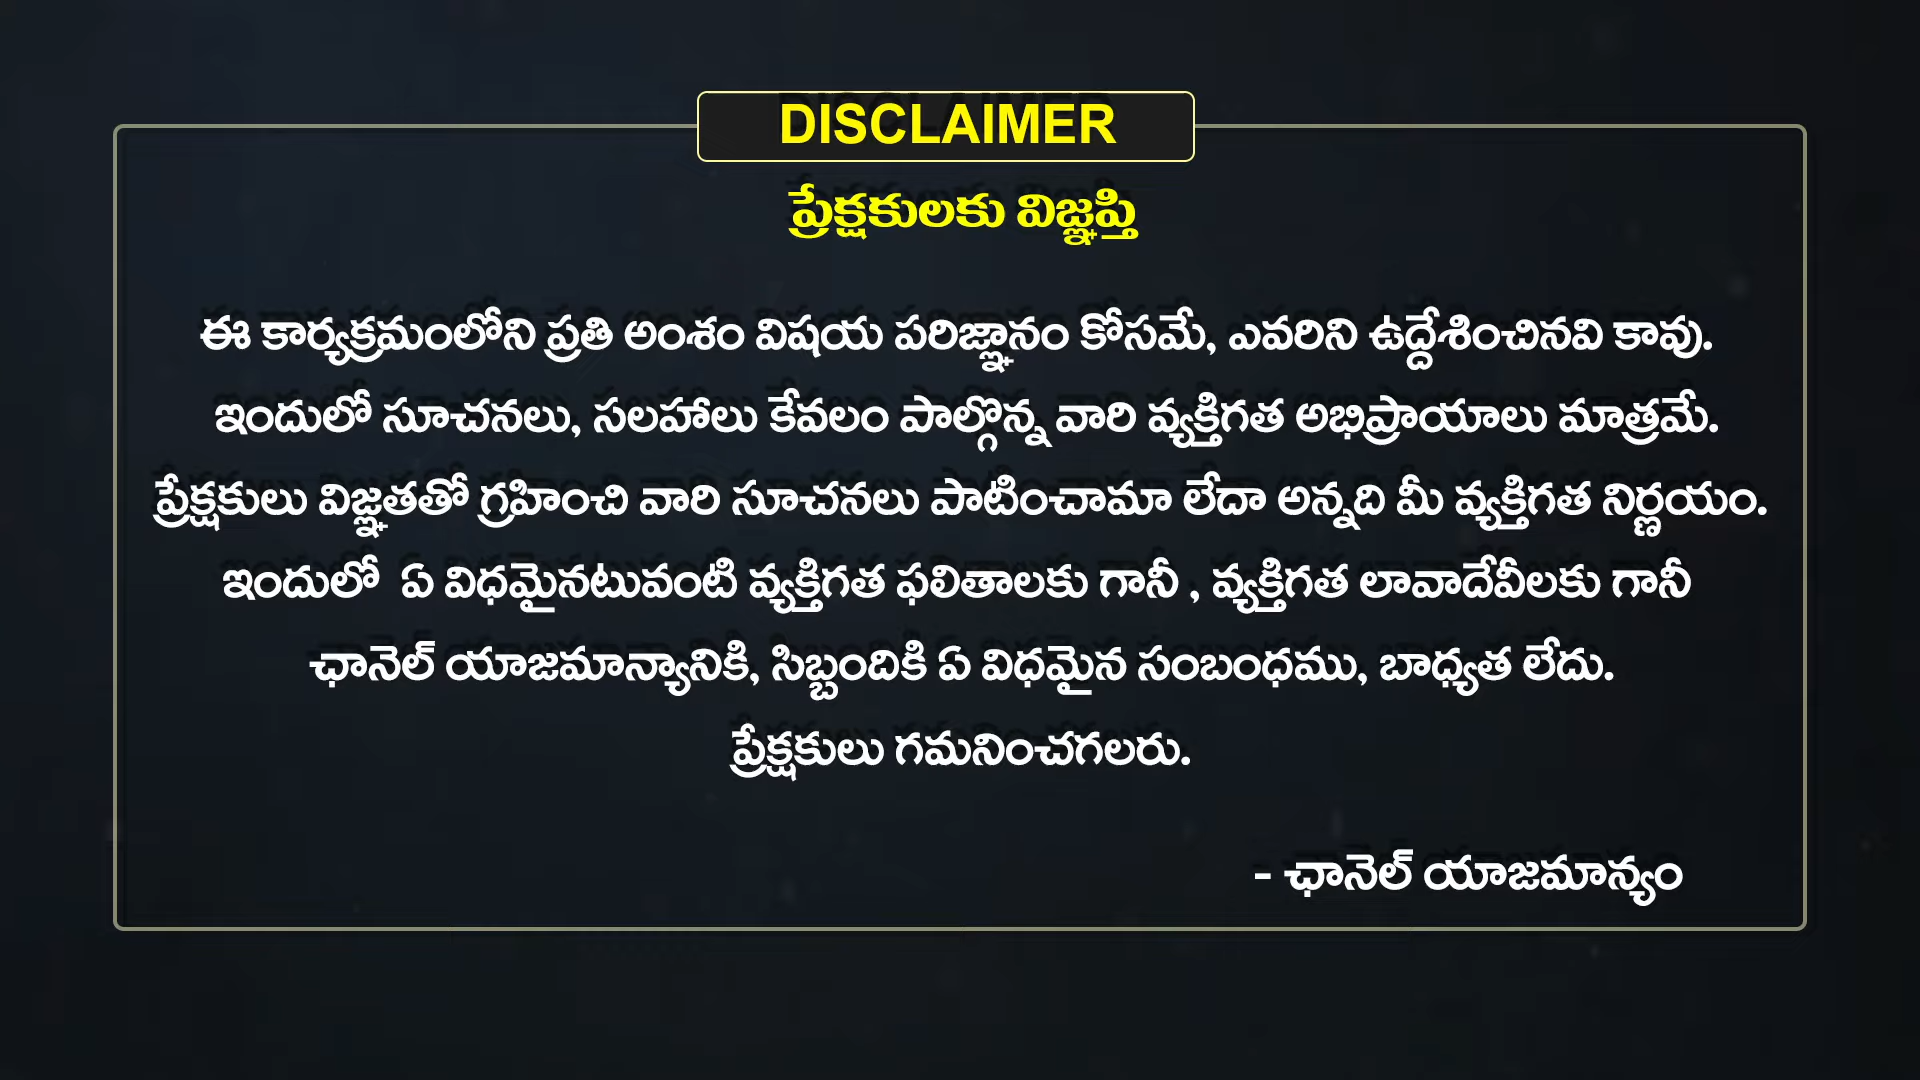 DISCLAIMER
ప్రేక్షకులకు విజ్ఞప్తి
ఈ కార్యక్రమంలోని ప్రతి అంశం విషయ పరిజ్ఞానం కోసమే, ఎవరిని ఉద్దేశించినవి కావు.
ఇందులో సూచనలు, సలహాలు కేవలం పాల్గొన్న వారి వ్యక్తిగత అభిప్రాయాలు మాత్రమే.
ప్రేక్షకులు విజ్ఞతతో గ్రహించి వారి సూచనలు పాటించామా లేదా అన్నది మీ వ్యక్తిగత నిర్ణయం.
ఇందులో ఏ విధమైనటువంటి వ్యక్తిగత ఫలితాలకు గానీ , వ్యక్తిగత లావాదేవీలకు గానీ
ఛానెల్ యాజమాన్యానికి, సిబ్బందికి ఏ విధమైన సంబంధము, బాధ్యత లేదు.
ప్రేక్షకులు గమనించగలరు.
- ఛానెల్ యాజమాన్యం